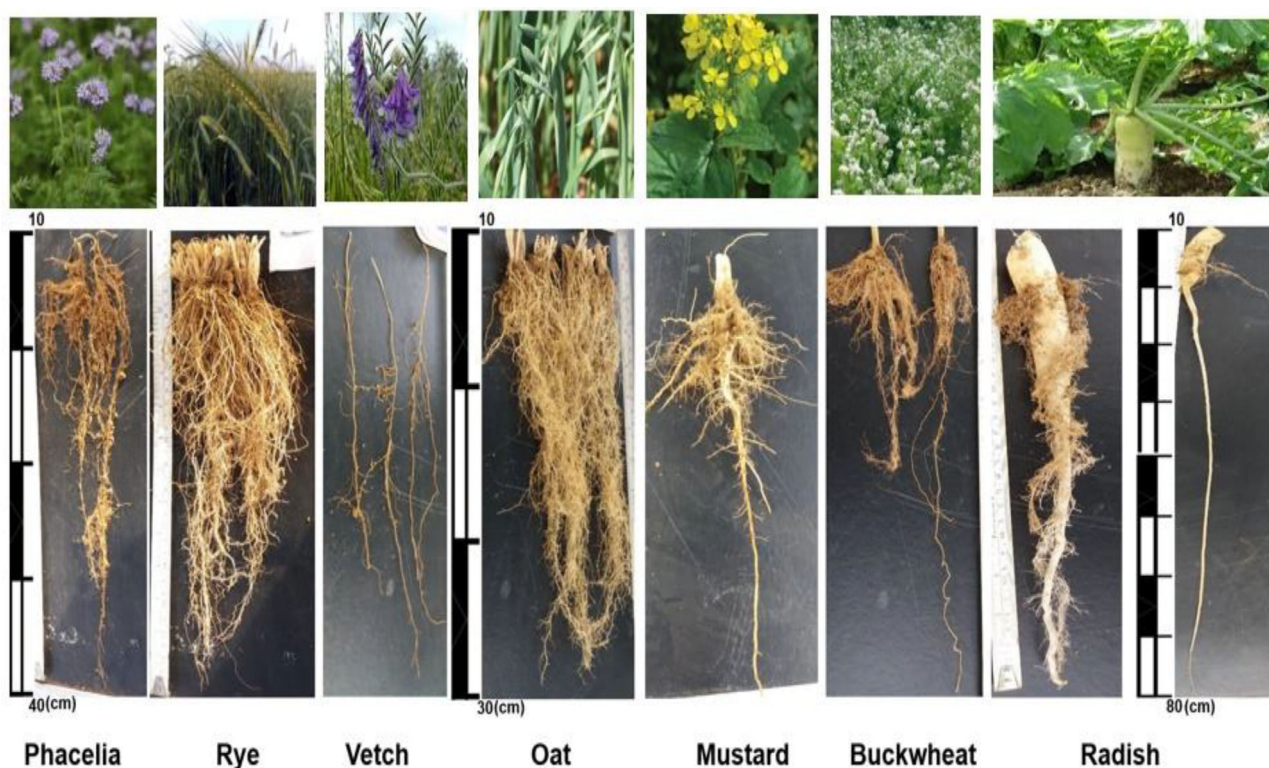 10
10
10
40(cm)
30(cm)
80(cm)
Phacelia
Rye
Vetch
Oat
Mustard
Buckwheat
Radish